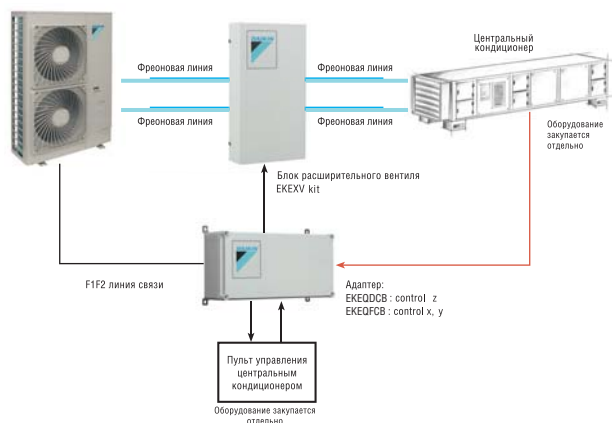 Центральный
кондиционер
Фреоновая линия
Фреоновая линия
Фреоновая линия
Фреоновая линия
Оборудование
закупается
отдельно
Блок расширительного вентиля
EKEXV kit
F1F2 линия связи
Адаптер:
EKEQDCB : control z
EKEQFCB : control x, y
Пульт управления
центральным
кондиционером
Оборудование закупается
отдельно